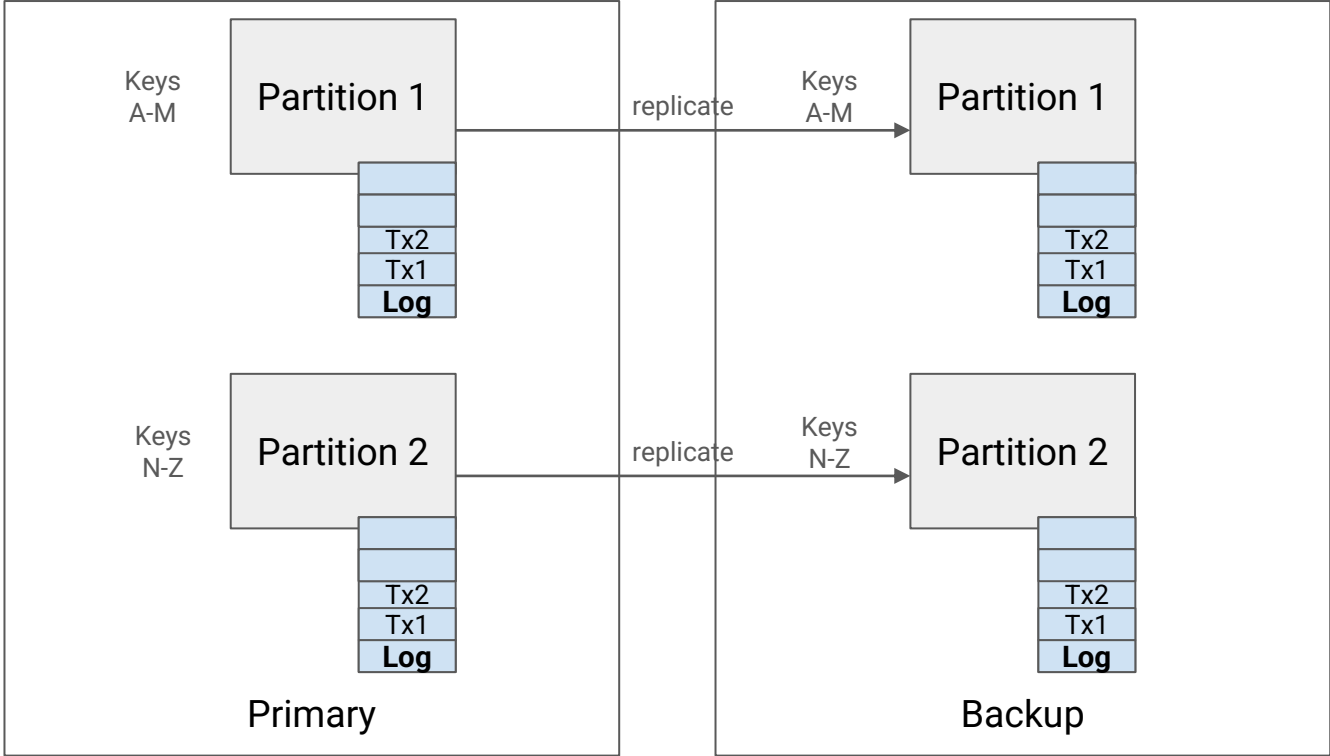 Keys
A-M
Partition 1
replicate
Keys
A-M
Partition 1
Tx2
Tx1
Log
Tx2
Tx1
Log
Keys
N-Z
Partition 2
replicate
Keys
N-Z
Partition 2
Tx2
Tx1
Log
Tx2
Tx1
Log
Primary
Backup